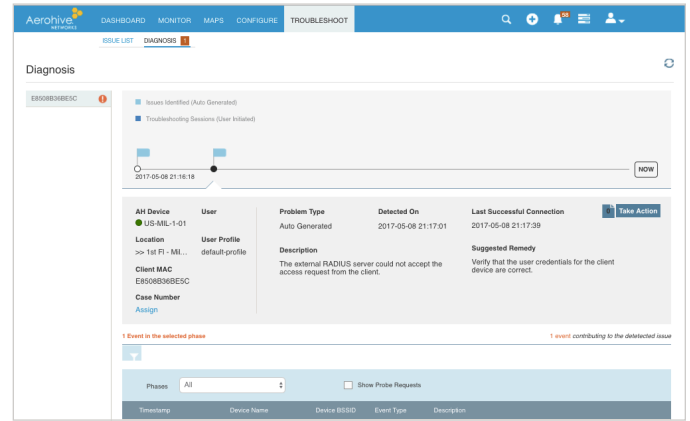 Aerohive
NETWORKS
DASHBOARD MONITOR MAPS CONFIGURE TROUBLESHOOT
58
ISSUE LIST DIAGNOSIS 1
Diagnosis
E8508B36BE5C
Issues Identified (Auto Generated)
Troubleshooting Sessions (User Initiated)
2017-05-08 21:16:18
NOW
AH Device User Problem Type Detected On Last Successful Connection Take Action
US-MIL-1-01 Auto Generated 2017-05-08 21:17:01 2017-05-08 21:17:39
Location User Profile Description Suggested Remedy
>> 1st Fl - Mil... default-profile The external RADIUS server could not accept the Verify that the user credentials for the client
access request from the client. device are correct.
Client MAC
E8508B36BE5C
Case Number
Assign
1 Event in the selected phase 1 event contributing to the detetected issue
Phases All Show Probe Requests
Timestamp Device Name Device BSSID Event Type Description